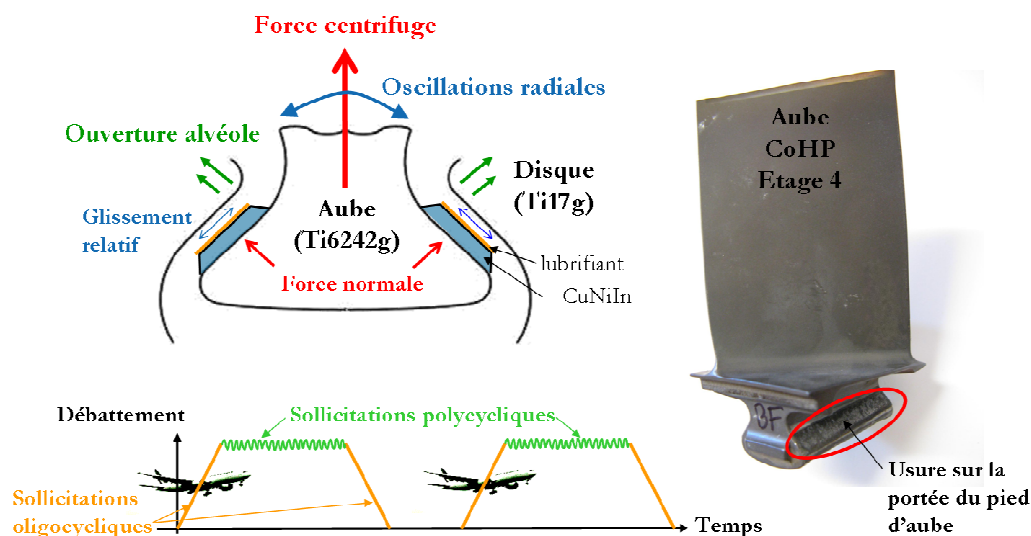 Force centrifuge
Oscillations radiales
Ouverture alvéole
Disque
(Ti17g)
Glissement
relatif
Aube
(Ti6242g)
lubrifiant
Force normale
CuNiIn
Aube
CoHP
Etage 4
3F
Usure sur la
portée du pied
d'aube
Débattement
Sollicitations polycycliques
Sollicitations
oligocycliques
Temps